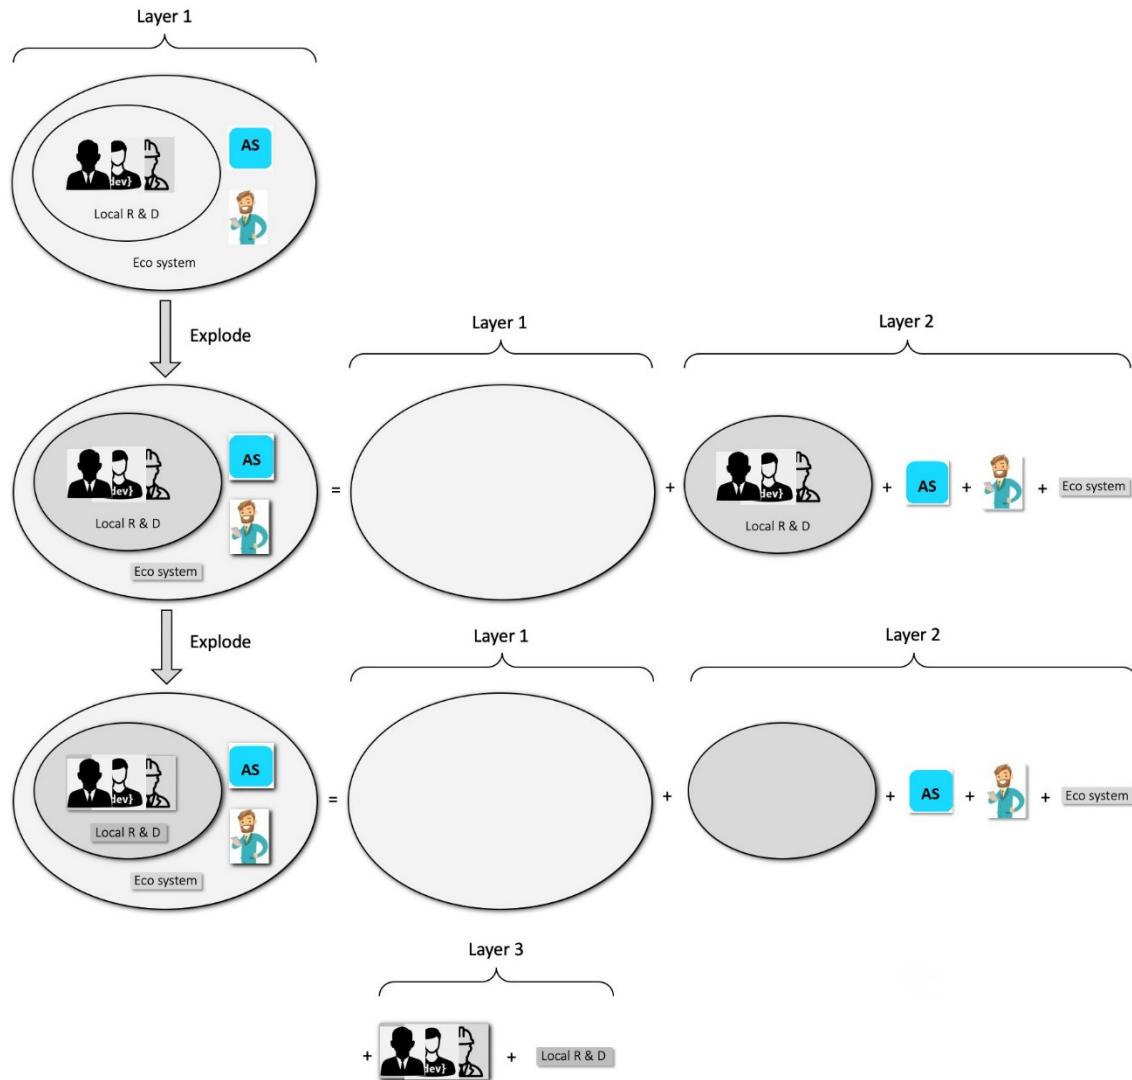 Layer 1
AS
dev}
Local R & D
Eco system
Explode
Layer 1
Layer 2
AS
dev}
Local R & D
Eco system
=
+
dev}
Local R & D
+
AS
+
+
Eco system
Explode
Layer 1
Layer 2
AS
dev}
Local R & D
Eco system
=
+
+
AS
+
+
Eco system
Layer 3
+
dev}
+
Local R & D